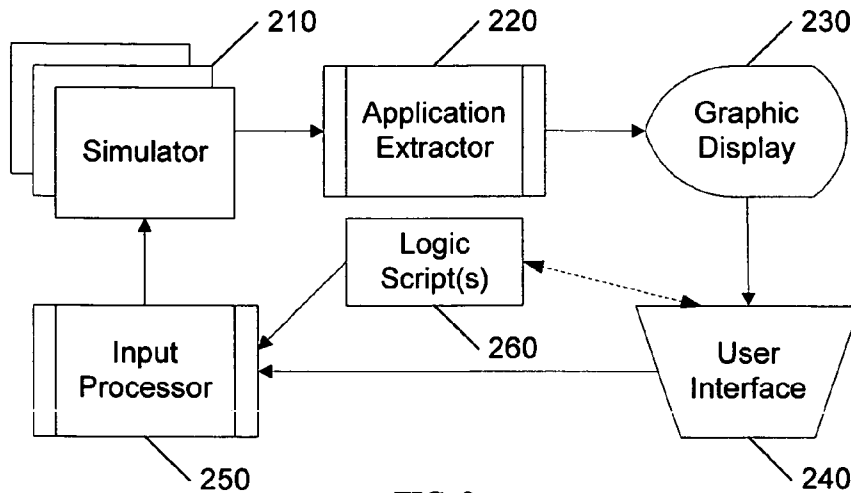 210
220
230
Simulator
Application
Extractor
Graphic
Display
Logic
Script(s)
Input
Processor
260
User
Interface
250
240